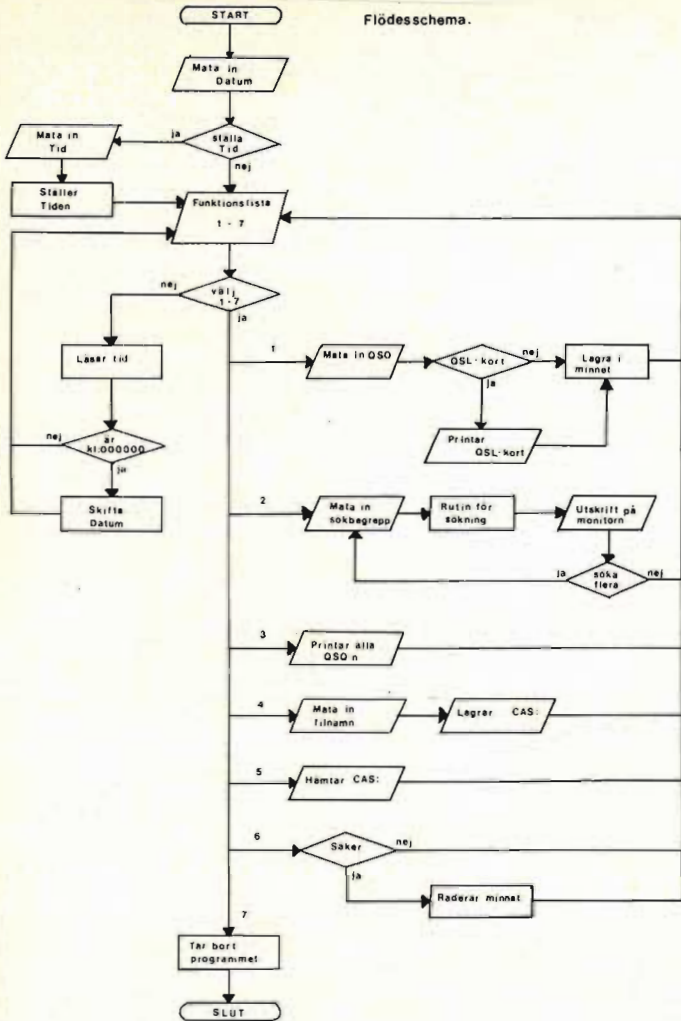 START
Flödesschema.
Mata in
Datum
ställa
Tid
ja
nej
Mata in
Tid
Ställer
Tiden
Funktionslista
1 - 7
välj
1-7
nej
ja
Läser tid
är
kl:000000
nej
ja
Skifta
Datum
1
Mata in QSO
QSL-kort
nej
ja
Lagra i
minnet
Printar
QSL-kort
2
Mata in
sökbegrepp
Rutin för
sökning
Utskrift på
monitorn
söka
flera
ja
nej
3
Printar alla
QSO n
4
Mata in
filnamn
Lagrar CAS:
5
Hämtar CAS:
6
Säker
nej
ja
Raderar minnet
7
Tar bort
programmet
SLUT